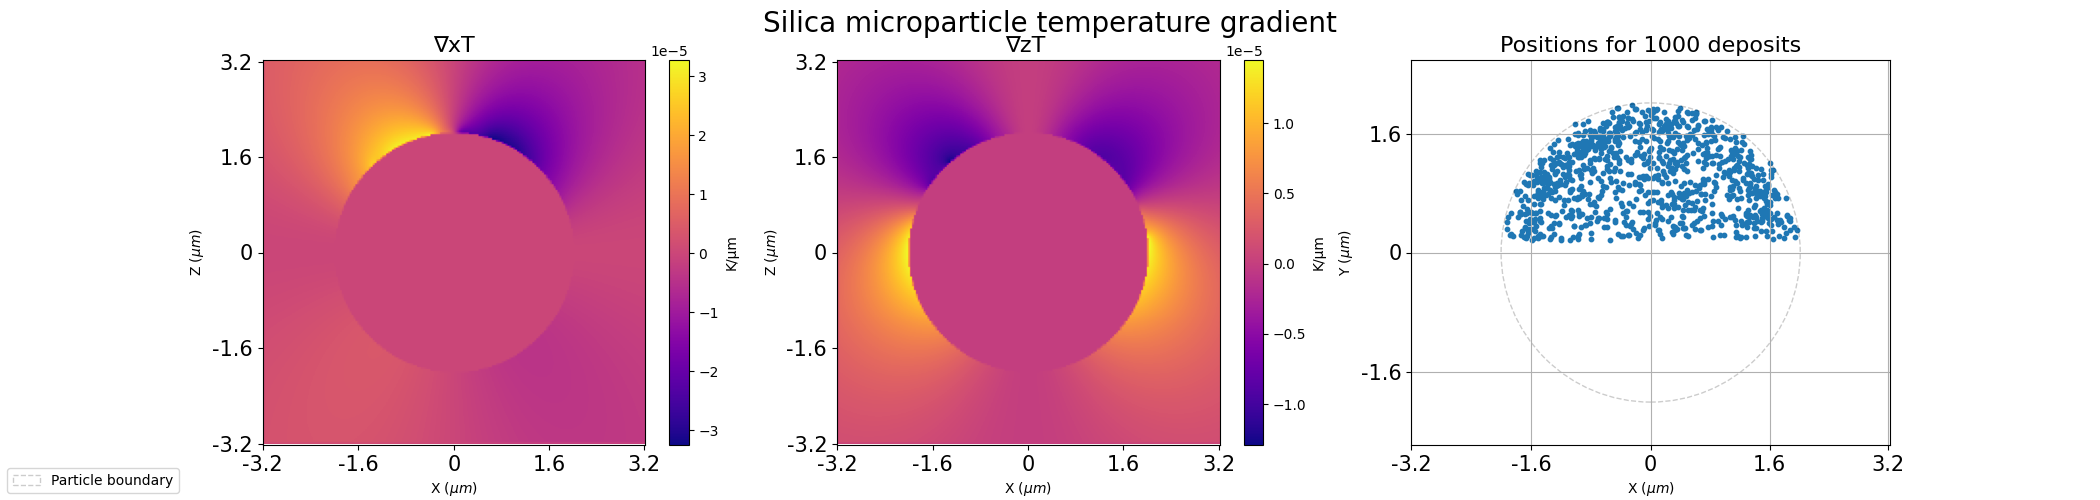 Silica microparticle temperature gradient
∇xT
1e−5
3.2
1.6
0
-1.6
-3.2
Z (μm)
-3.2 -1.6 0 1.6 3.2
X (μm)
3
2
1
0
−1
−2
−3
K/μm
∇zT
1e−5
3.2
1.6
0
-1.6
-3.2
Z (μm)
-3.2 -1.6 0 1.6 3.2
X (μm)
1.0
0.5
0.0
−0.5
−1.0
K/μm
Positions for 1000 deposits
1.6
0
-1.6
Y (μm)
-3.2 -1.6 0 1.6 3.2
X (μm)
Particle boundary